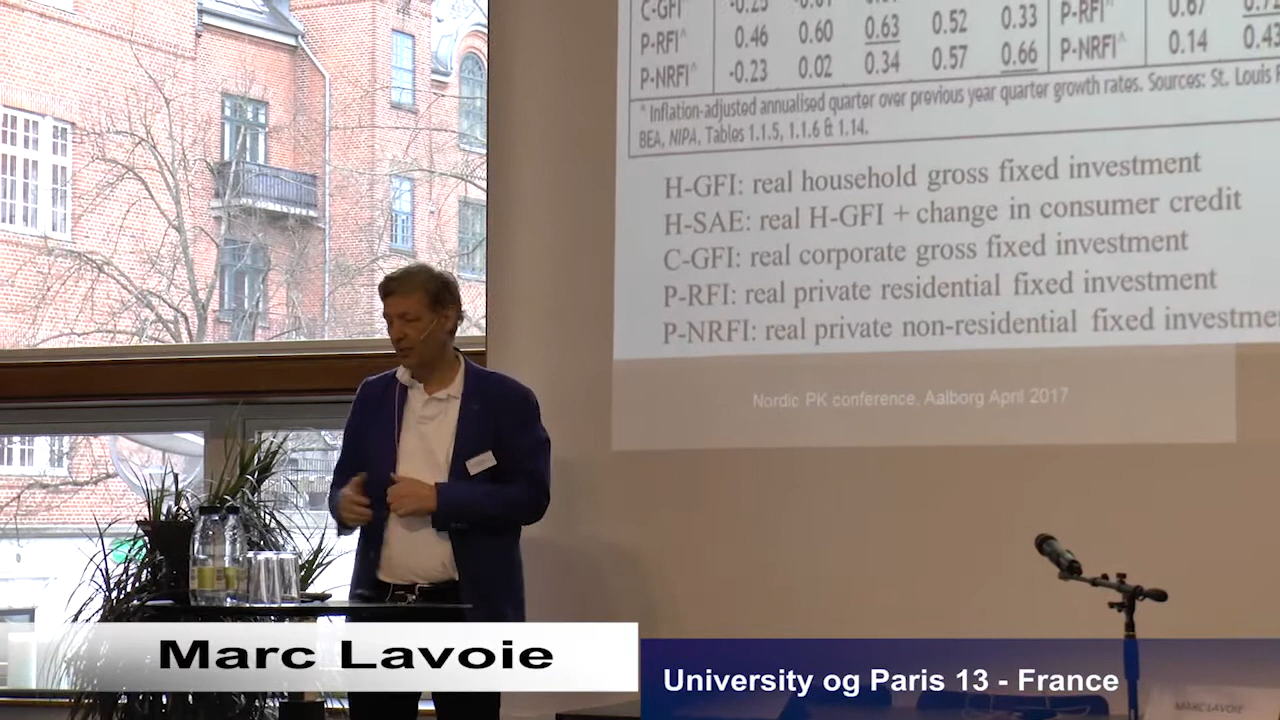 C-GFI^ -0.23
P-RFI^ 0.46 0.60 0.63 0.52 0.33 P-RFI^ 0.67
P-NRFI^ -0.23 0.02 0.34 0.57 0.66 P-NRFI^ 0.14 0.43
^ Inflation-adjusted annualised quarter over previous year quarter growth rates. Sources: St. Louis
BEA, NIPA, Tables 1.1.5, 1.1.6 & 1.14.
H-GFI: real household gross fixed investment
H-SAE: real H-GFI + change in consumer credit
C-GFI: real corporate gross fixed investment
P-RFI: real private residential fixed investment
P-NRFI: real private non-residential fixed investme
Nordic PK conference, Aalborg April 2017
Marc Lavoie
University og Paris 13 - France
MARC LAVOIE